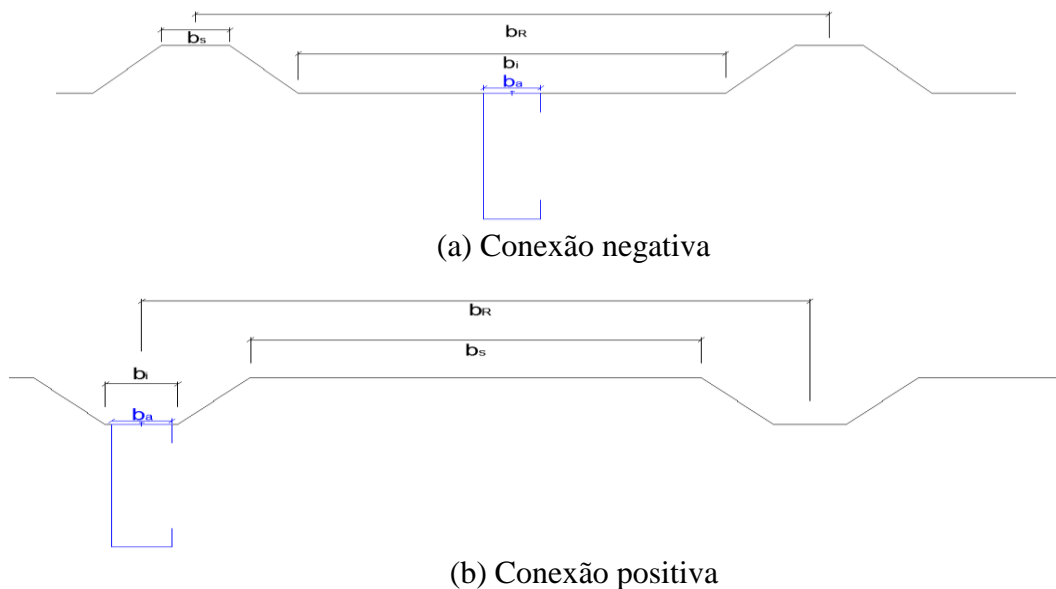 bR
bs
bi
ba
(a) Conexão negativa
bR
bs
bi
ba
(b) Conexão positiva